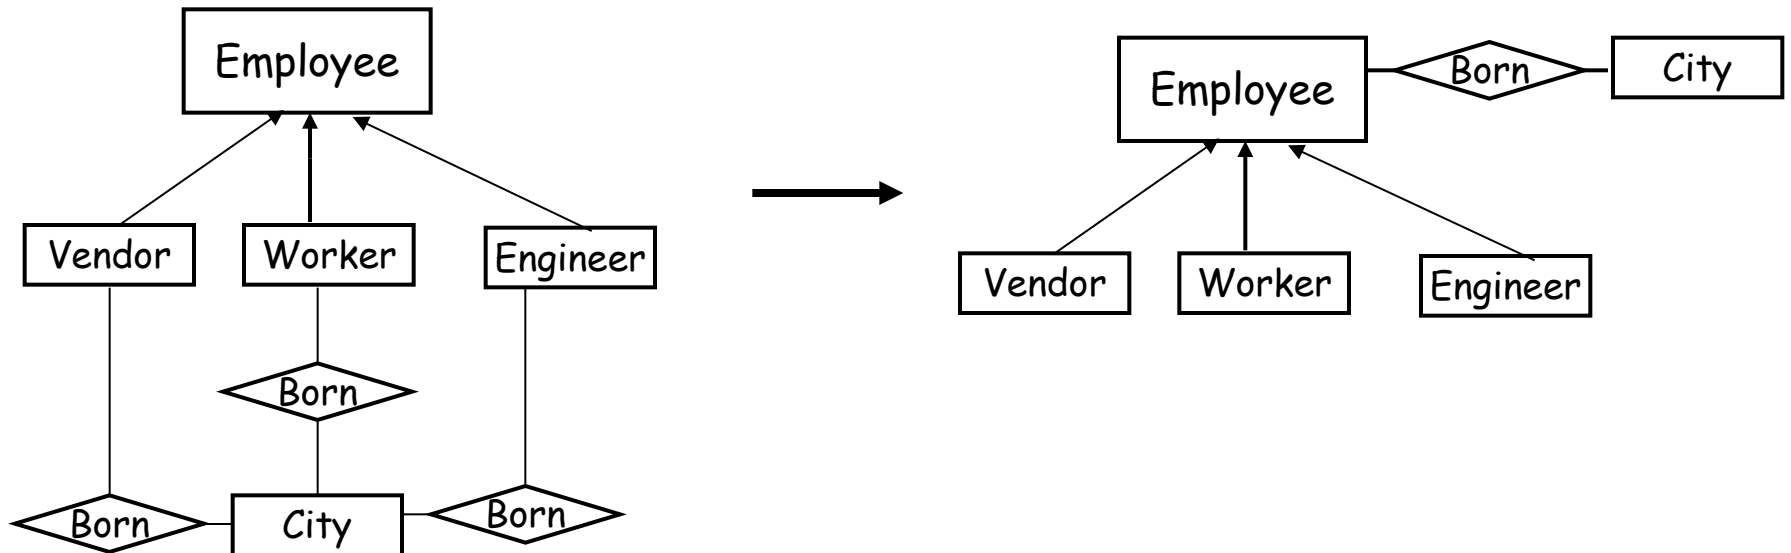 Employee
Vendor
Worker
Engineer
Born
Born
City
Born
Employee
Born
City
Vendor
Worker
Engineer